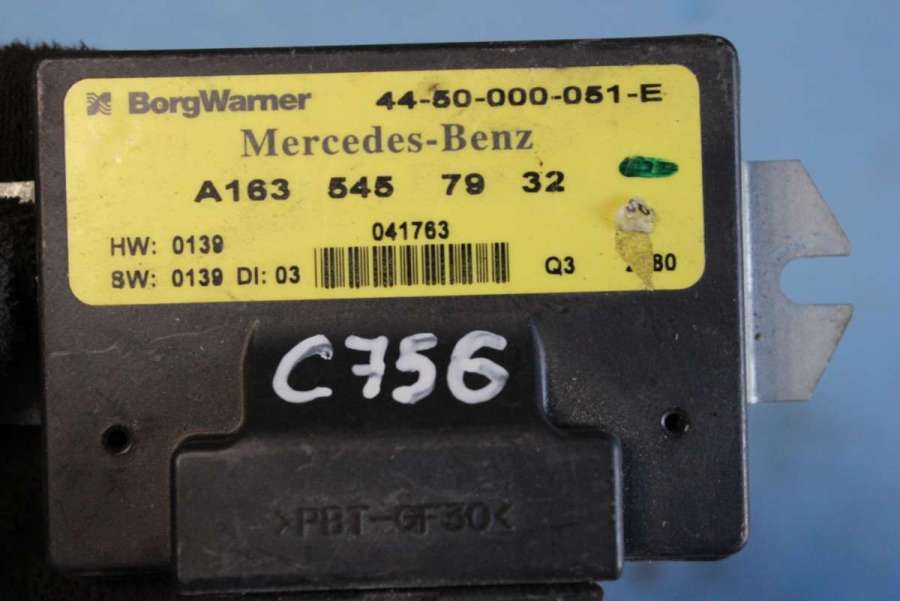 BorgWarner 44-50-000-051-E
Mercedes-Benz
A163 545 79 32
041763
HW: 0139
SW: 0139 DI: 03 Q3
C756
>PBT-GF30<